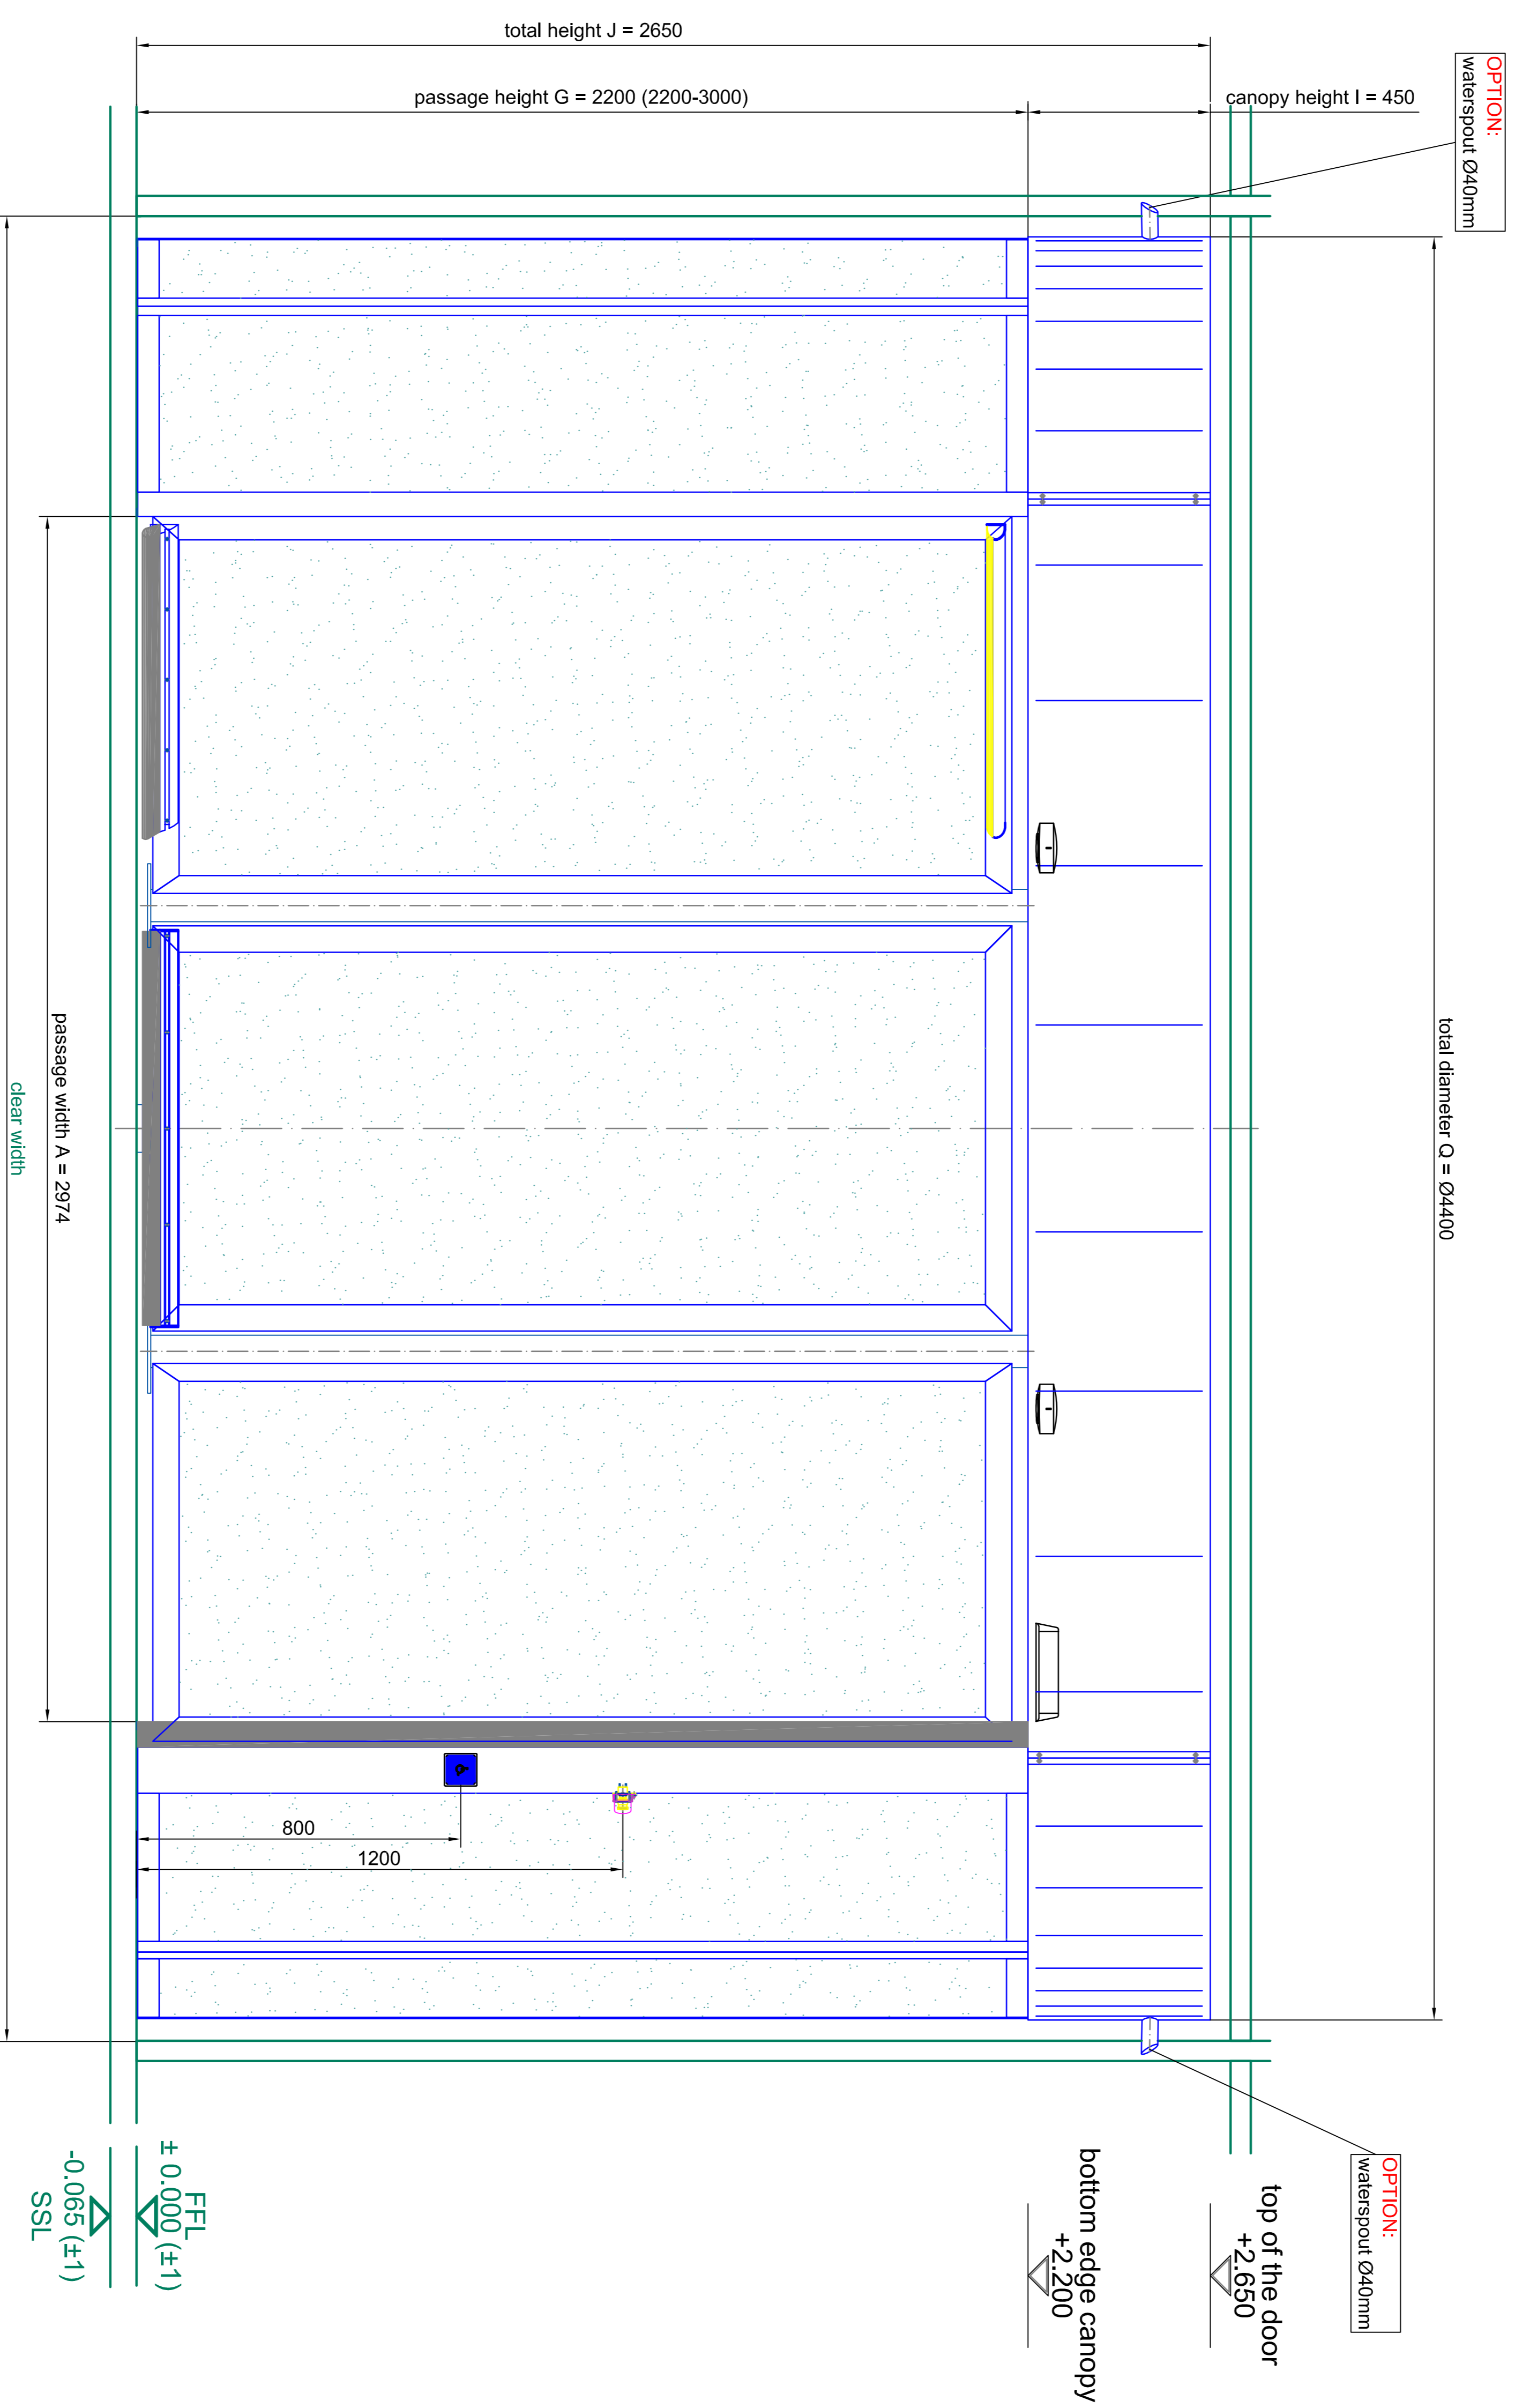 total height J = 2650
passage height G = 2200 (2200-3000)
canopy height I = 450
OPTION:
waterspout Ø40mm
total diameter Q = Ø4400
passage width A = 2974
clear width
800
1200
OPTION:
waterspout Ø40mm
top of the door
+2.650
bottom edge canopy
+2.200
FFL
± 0.000 (±1)
-0.065 (±1)
SSL